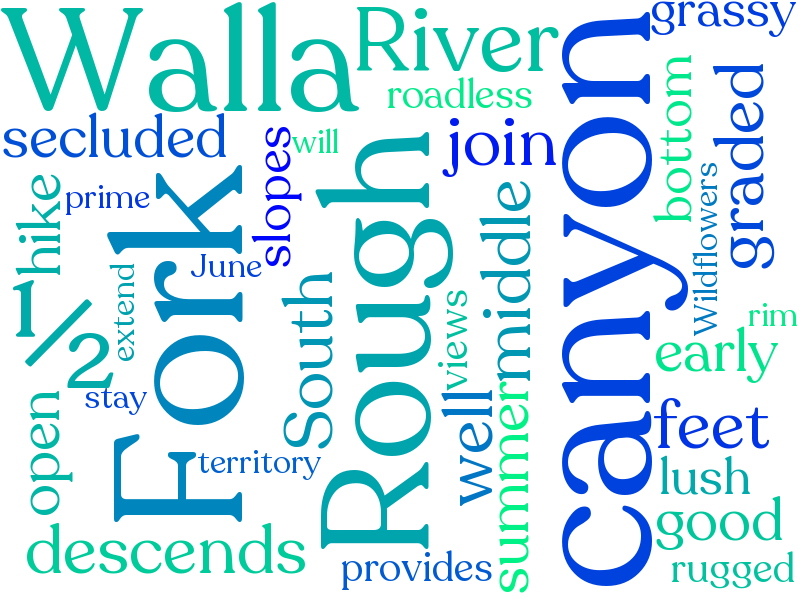 Walla
River
grassy
roadless
secluded
slopes
will
join
canyon
bottom
graded
hike
prime
Fork
Rough
middle
Wildflowers
June
extend
½
South
views
rim
early
stay
open
well
summer
feet
territory
lush
good
descends
provides
rugged